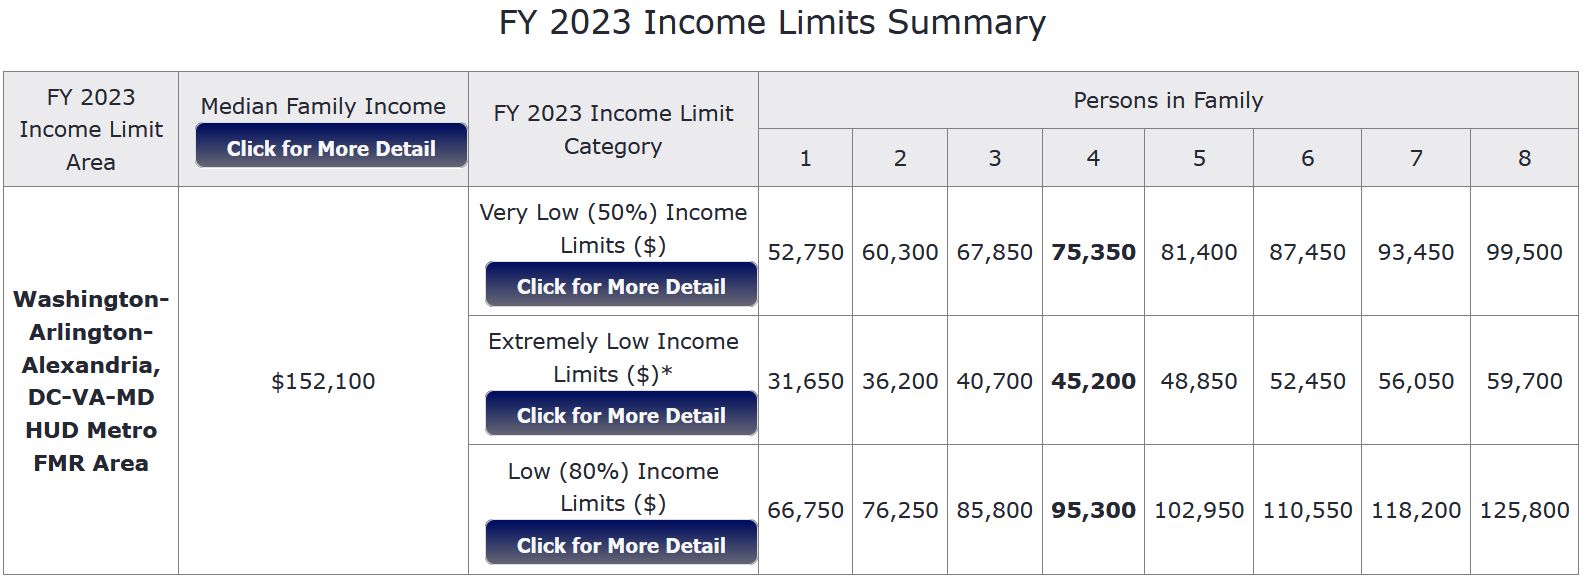 FY 2023 Income Limits Summary
FY 2023
Income Limit
Area
Median Family Income
Click for More Detail
FY 2023 Income Limit
Category
Persons in Family
1 2 3 4 5 6 7 8
Washington-
Arlington-
Alexandria,
DC-VA-MD
HUD Metro
FMR Area
$152,100
Very Low (50%) Income
Limits ($)
Click for More Detail
52,750 60,300 67,850 75,350 81,400 87,450 93,450 99,500
Extremely Low Income
Limits ($)*
Click for More Detail
31,650 36,200 40,700 45,200 48,850 52,450 56,050 59,700
Low (80%) Income
Limits ($)
Click for More Detail
66,750 76,250 85,800 95,300 102,950 110,550 118,200 125,800